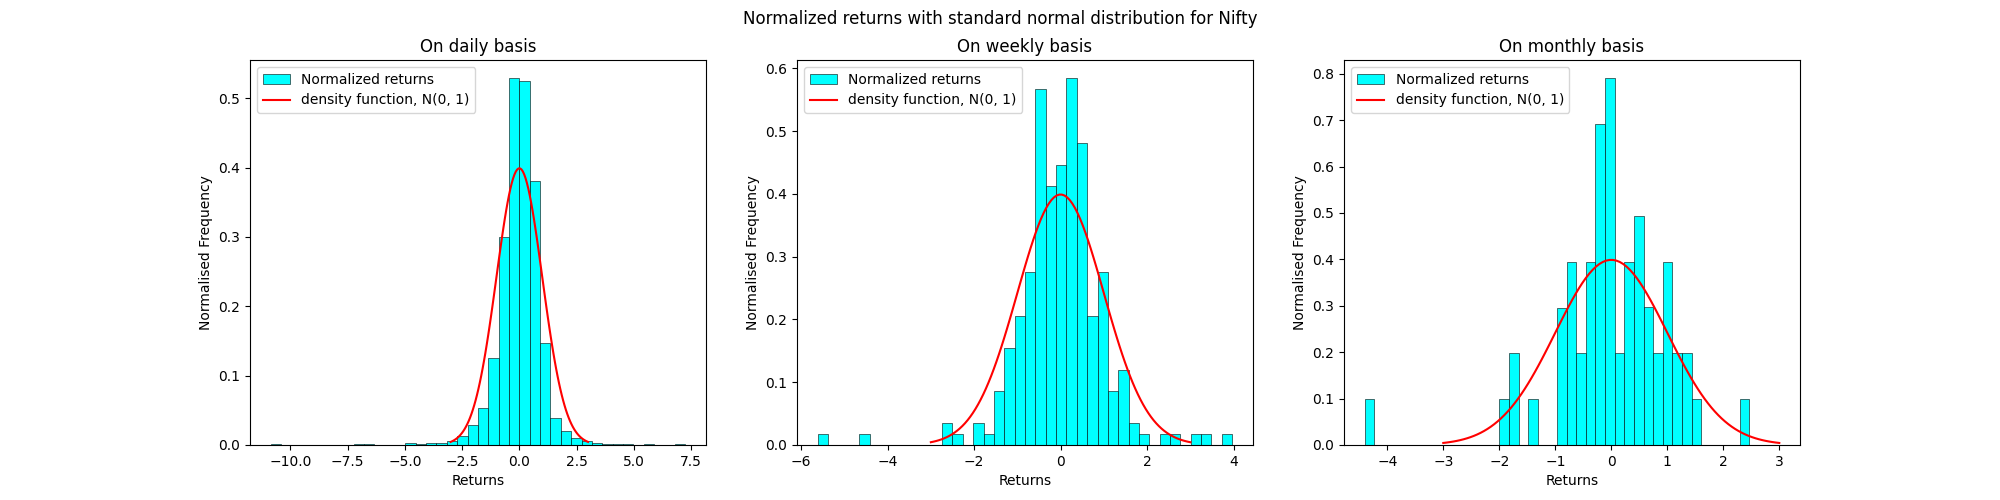 Normalized returns with standard normal distribution for Nifty
On daily basis
Normalized returns
density function, N(0, 1)
Normalised Frequency
0.5
0.4
0.3
0.2
0.1
0.0
−10.0 −7.5 −5.0 −2.5 0.0 2.5 5.0 7.5
Returns
On weekly basis
Normalized returns
density function, N(0, 1)
Normalised Frequency
0.6
0.5
0.4
0.3
0.2
0.1
0.0
−6 −4 −2 0 2 4
Returns
On monthly basis
Normalized returns
density function, N(0, 1)
Normalised Frequency
0.8
0.7
0.6
0.5
0.4
0.3
0.2
0.1
0.0
−4 −3 −2 −1 0 1 2 3
Returns